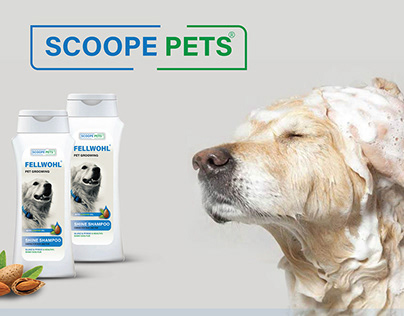 SCOOPE PETS®
SCOOPE PETS
FELLWOHL
PET GROOMING
SHINE SHAMPOO
SCOOPE PETS
FELLWOHL
PET GROOMING
SHINE SHAMPOO